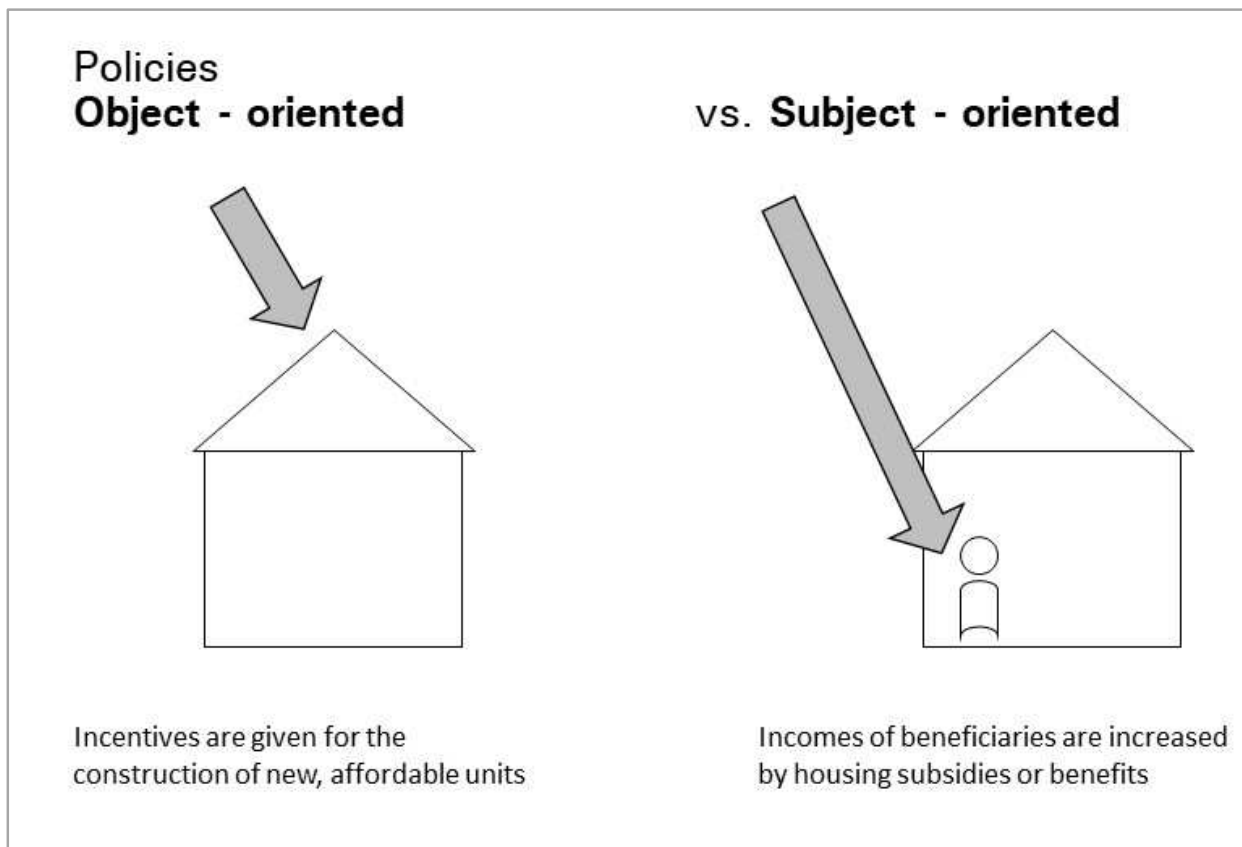 Policies
Object - oriented
vs. Subject - oriented
Incentives are given for the
construction of new, affordable units
Incomes of beneficiaries are increased
by housing subsidies or benefits